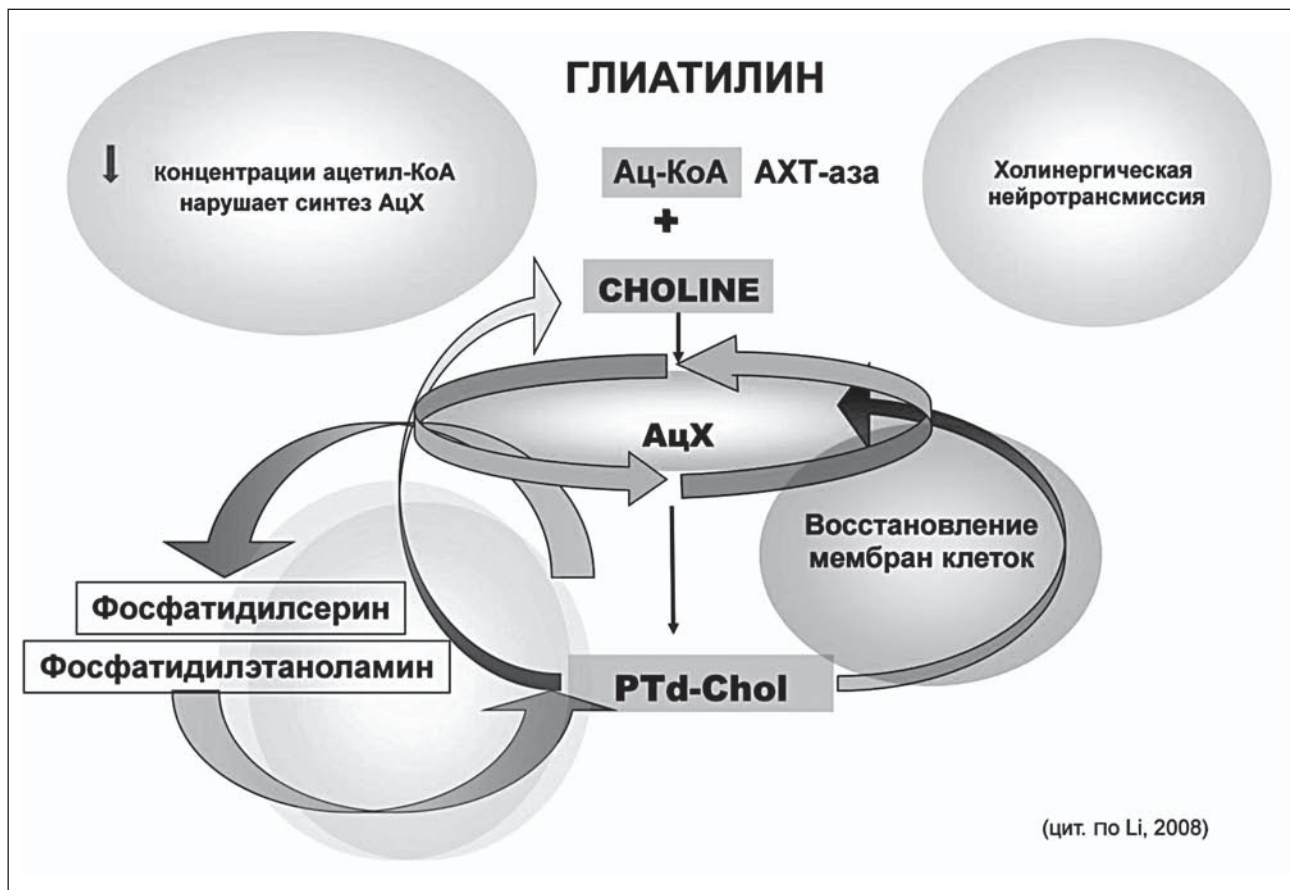 ГЛИАТИЛИН
Концентрации ацетил-КоА
нарушает синтез АцХ
Ац-КоА АХТ-аза
+
CHOLINE
Холинергическая
нейротрансмиссия
АцХ
Восстановление
мембран клеток
Фосфатидилсерин
Фосфатидилэтаноламин
PTd-Chol
(цит. по Li, 2008)